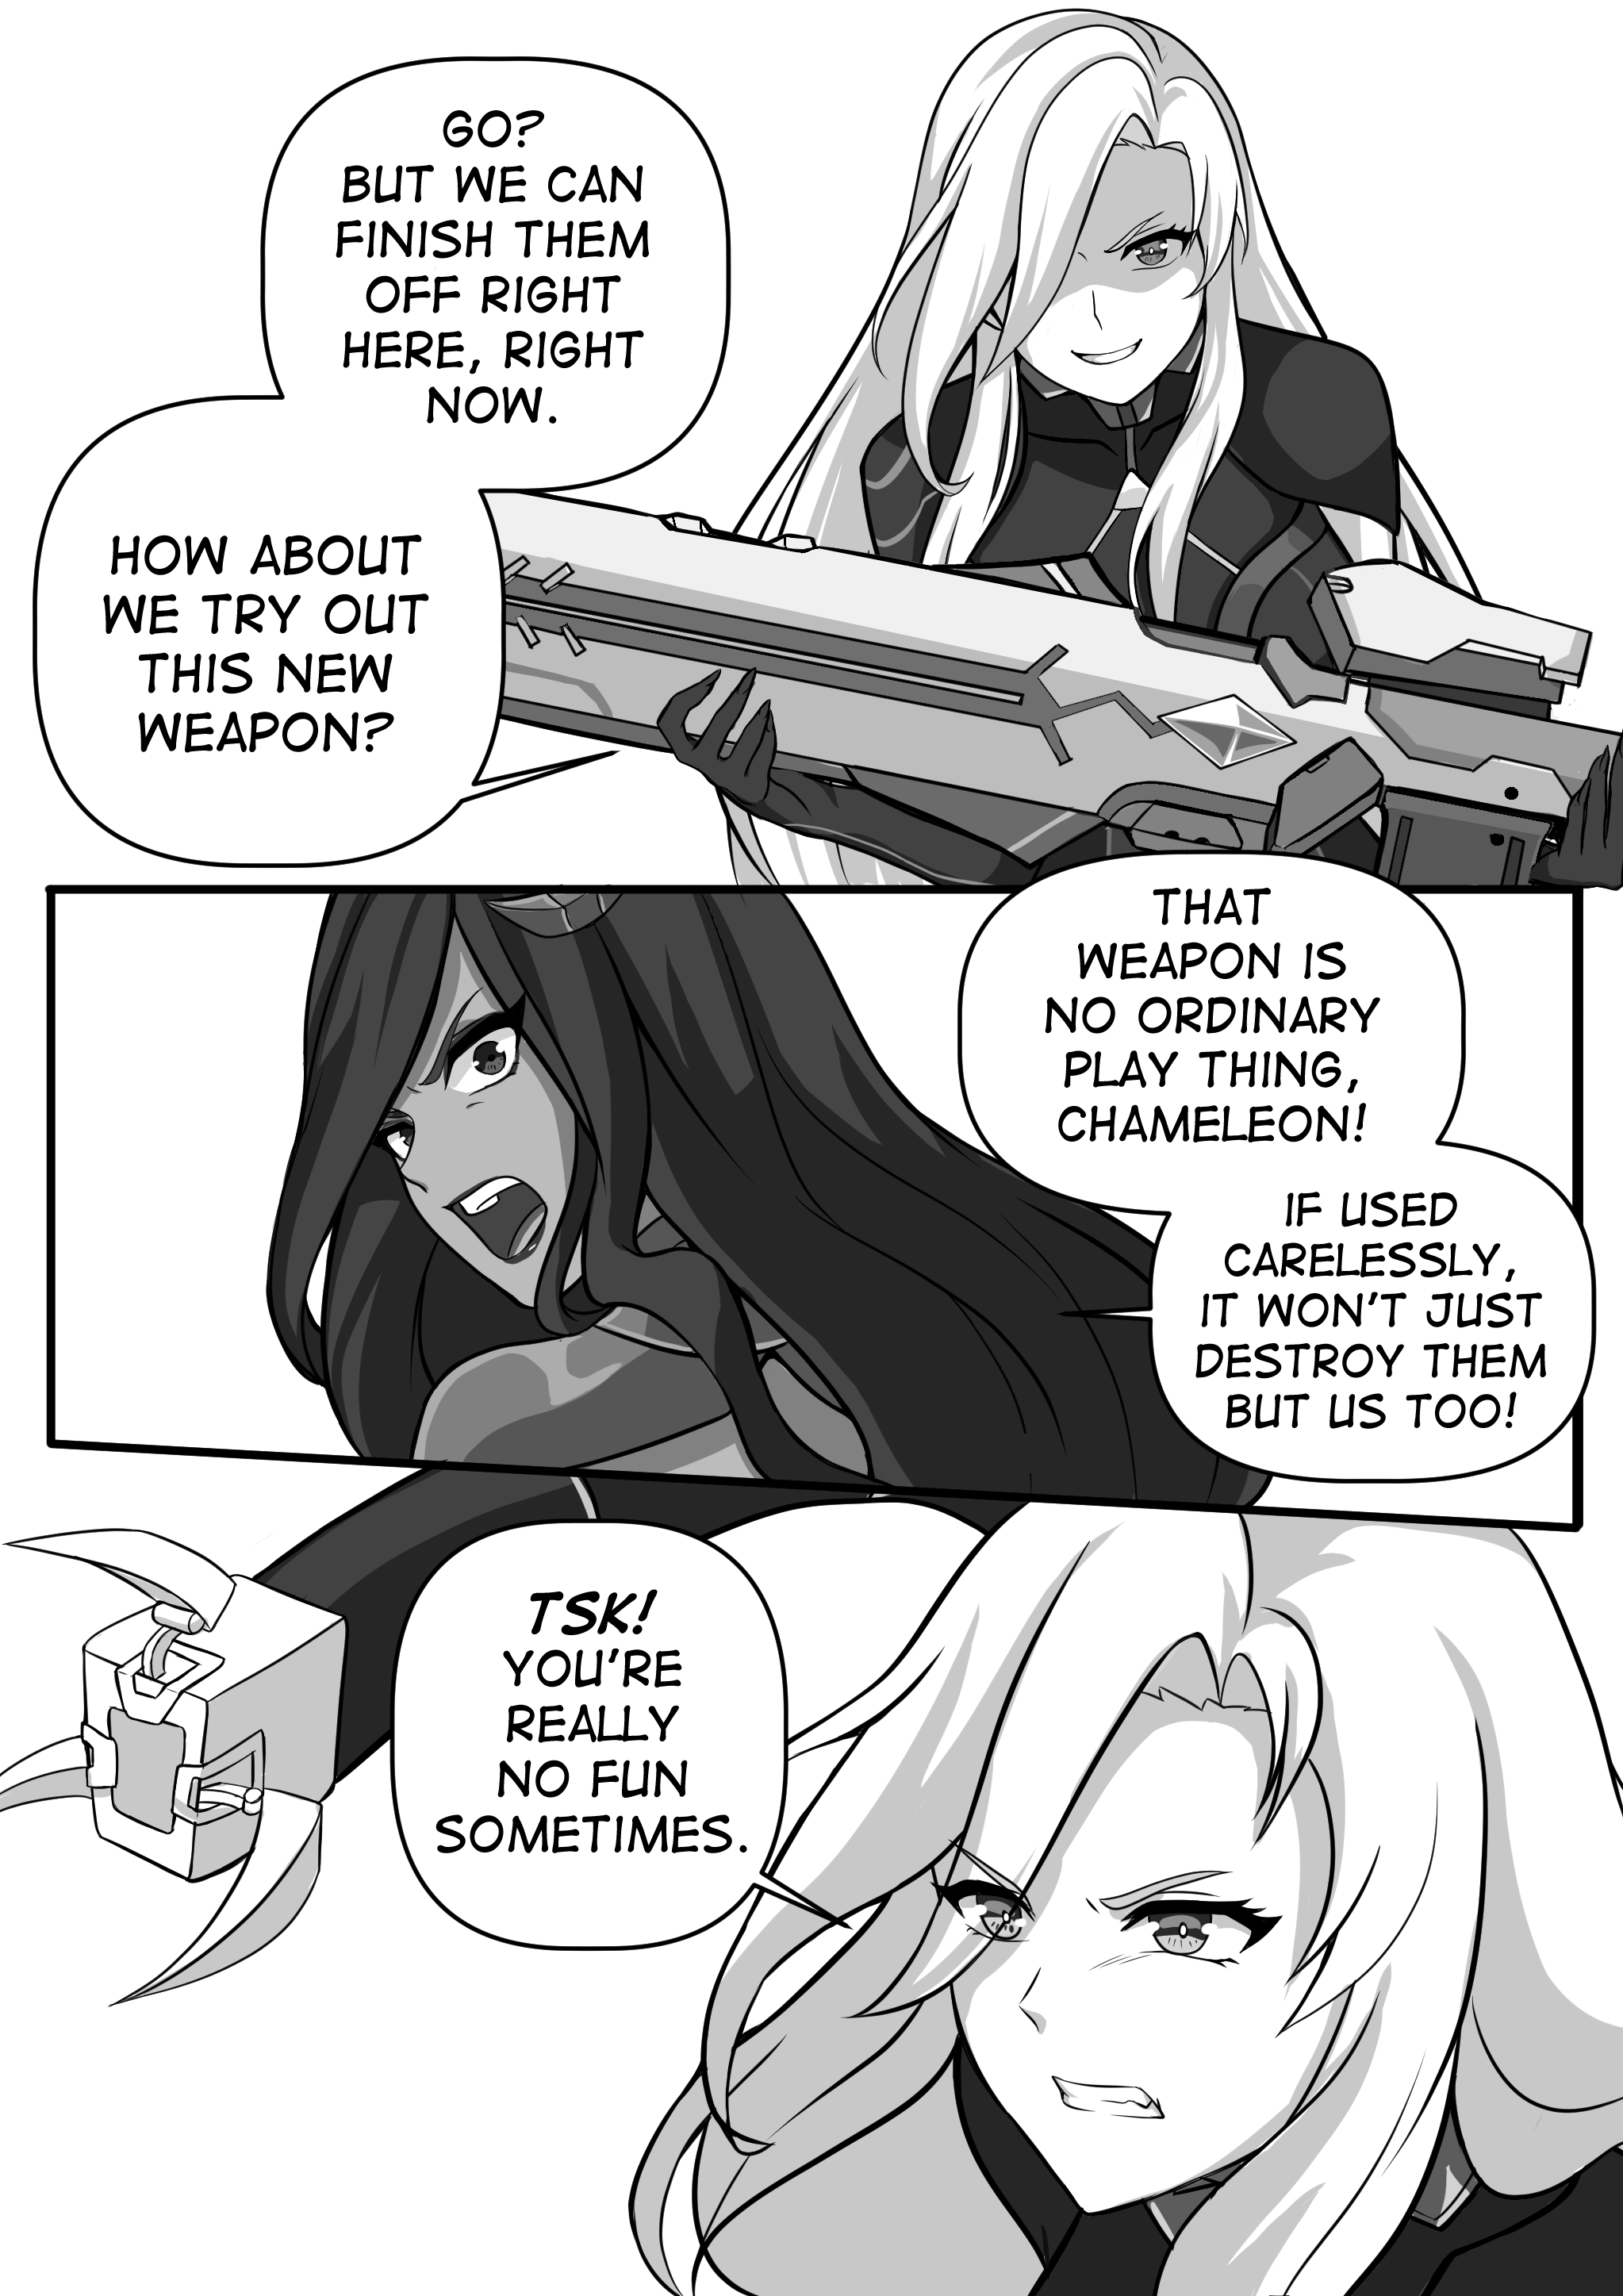 GO?
BUT WE CAN
FINISH THEM
OFF RIGHT
HERE, RIGHT
NOW.
HOW ABOUT
WE TRY OUT
THIS NEW
WEAPON?
THAT
WEAPON IS
NO ORDINARY
PLAY THING,
CHAMELEON!
IF USED
CARELESSLY,
IT WON'T JUST
DESTROY THEM
BUT US TOO!
TSK!
YOU'RE
REALLY
NO FUN
SOMETIMES.